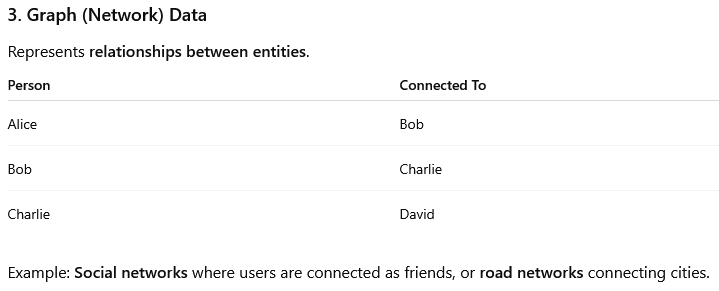 3. Graph (Network) Data
Represents relationships between entities.
Person Connected To
Alice Bob
Bob Charlie
Charlie David
Example: Social networks where users are connected as friends, or road networks connecting cities.